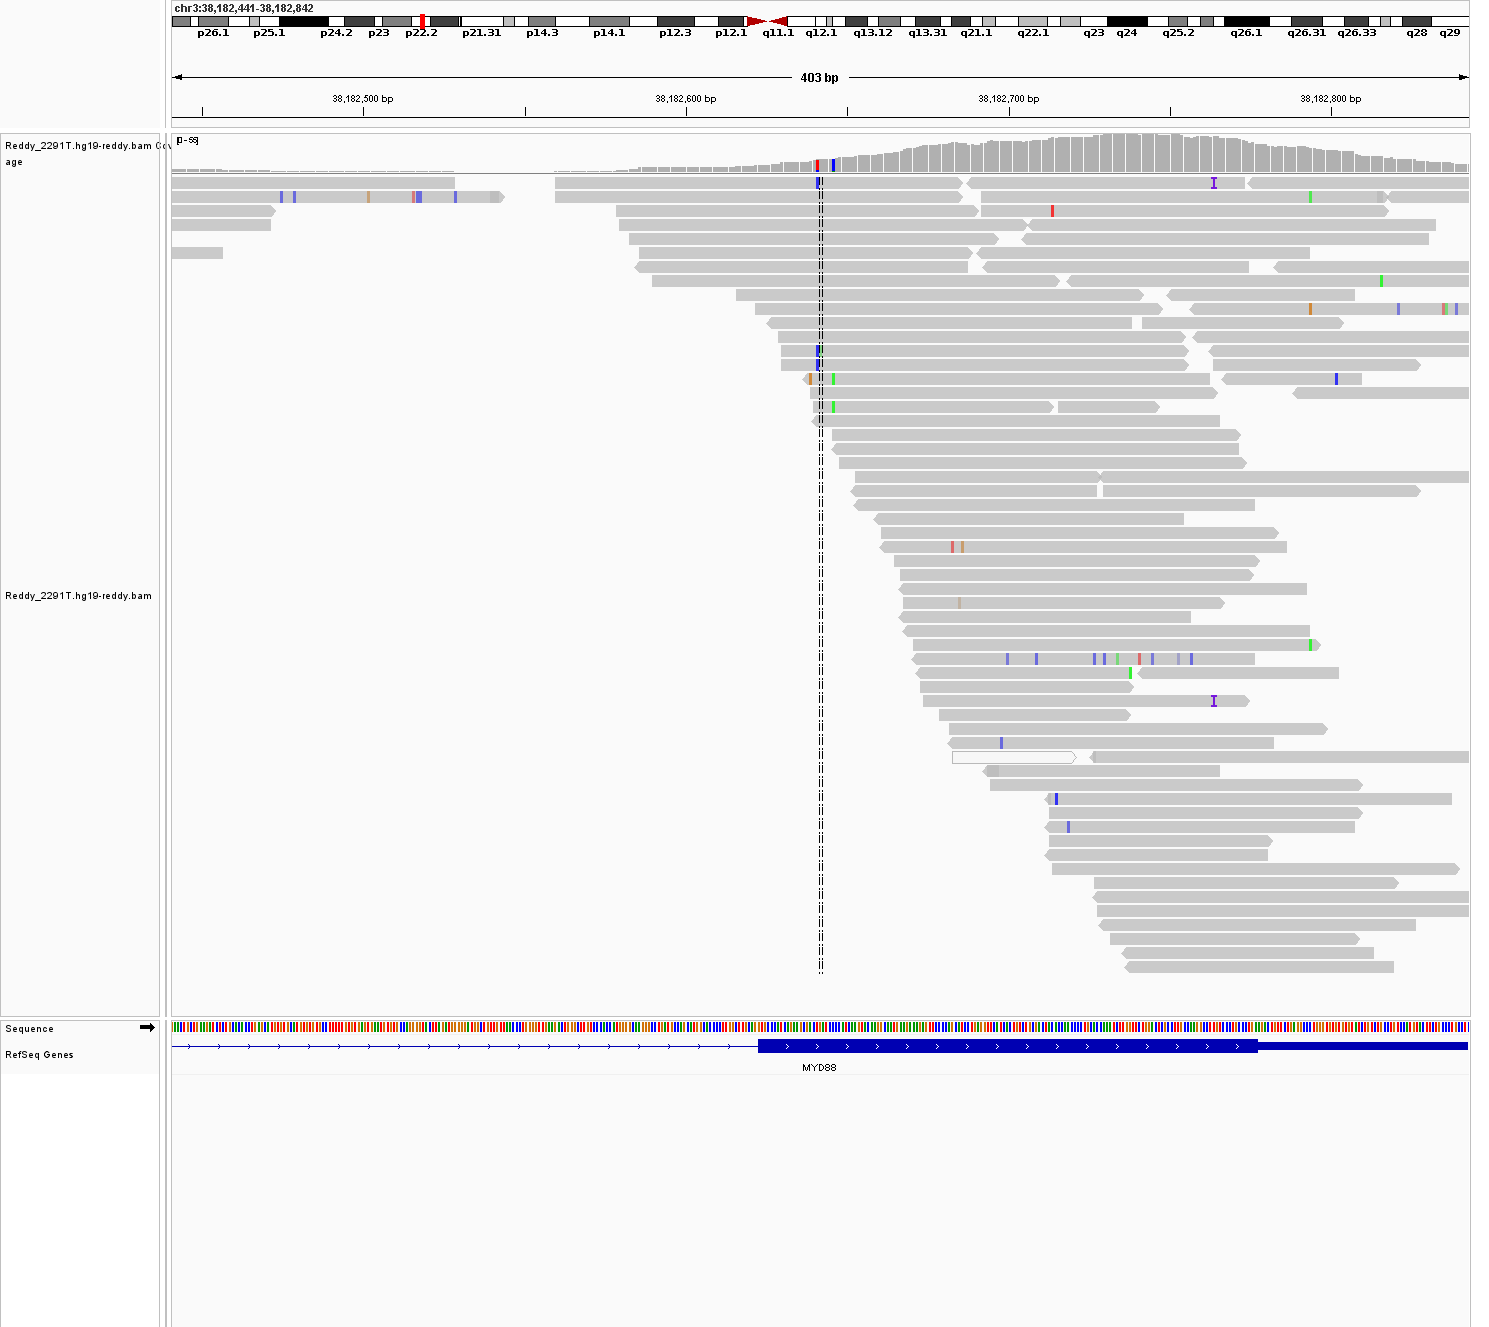 chr3:38,182,441-38,182,842
p26.1 p25.1 p24.2 p23 p22.2 p21.31 p14.3 p14.1 p12.3 p12.1 q11.1 q12.1 q13.12 q13.31 q21.1 q22.1 q23 q24 q25.2 q26.1 q26.31 q26.33 q28 q29
403 bp
38,182,500 bp 38,182,600 bp 38,182,700 bp 38,182,800 bp
Reddy_2291T.hg19-reddy.bam Cov
age
Reddy_2291T.hg19-reddy.bam
Sequence
RefSeq Genes
MYD88